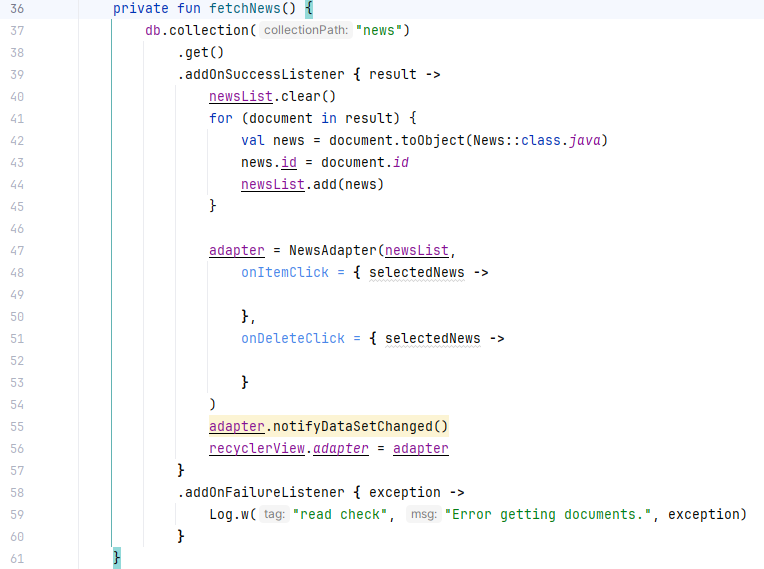 36 private fun fetchNews() {
37 db.collection( collectionPath: "news")
38 .get()
39 .addOnSuccessListener { result ->
40 newsList.clear()
41 for (document in result) {
42 val news = document.toObject(News::class.java)
43 news.id = document.id
44 newsList.add(news)
45 }
46
47 adapter = NewsAdapter(newsList,
48 onItemClick = { selectedNews ->
49
50 },
51 onDeleteClick = { selectedNews ->
52
53 }
54 )
55 adapter.notifyDataSetChanged()
56 recyclerView.adapter = adapter
57 }
58 .addOnFailureListener { exception ->
59 Log.w( tag: "read check", msg: "Error getting documents.", exception)
60 }
61 }